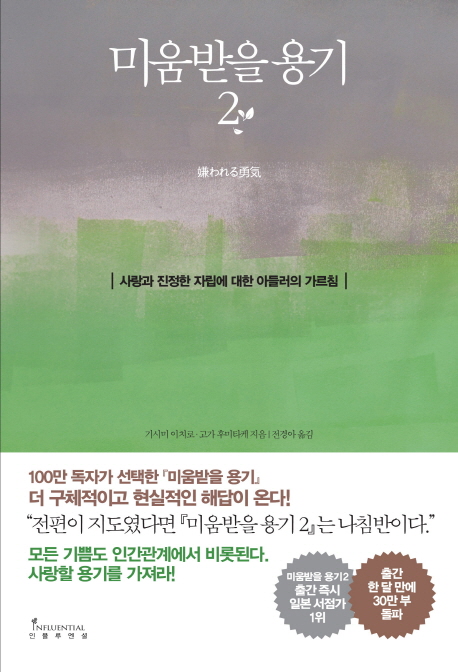 미움받을 용기
2
嫌われる勇気
| 사랑과 진정한 자립에 대한 아들러의 가르침 |
기시미 이치로·고가 후미타케 지음 | 전경아 옮김
100만 독자가 선택한 『미움받을 용기』
더 구체적이고 현실적인 해답이 온다!
“전편이 지도였다면 『미움받을 용기 2』는 나침반이다.”
모든 기쁨도 인간관계에서 비롯된다.
사랑할 용기를 가져라!
미움받을 용기2
출간 즉시
일본 서점가
1위
출간
한 달 만에
30만 부
돌파
INFLUENTIAL
인플루엔셜